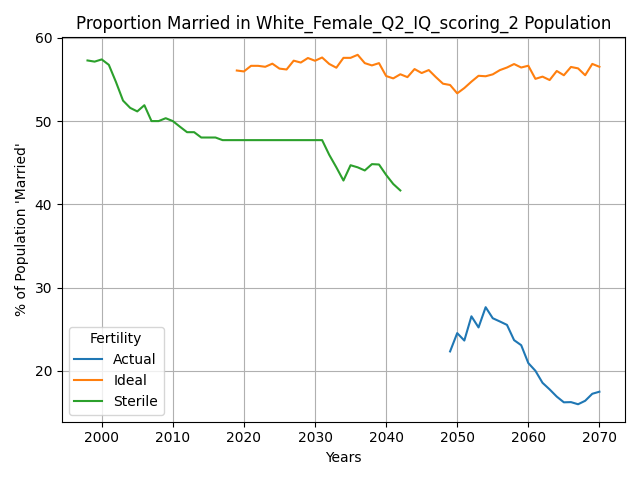 Proportion Married in White_Female_Q2_IQ_scoring_2 Population
% of Population 'Married'
60
50
40
30
20
Fertility
Actual
Ideal
Sterile
2000 2010 2020 2030 2040 2050 2060 2070
Years